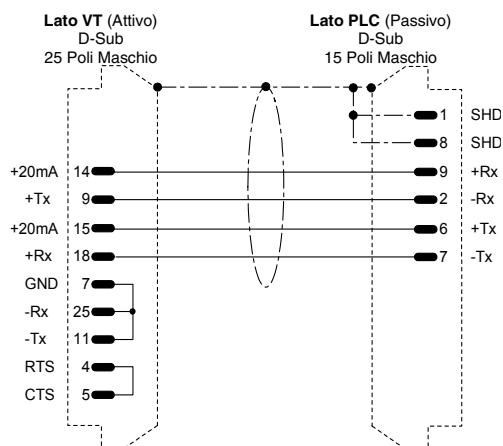 Lato VT (Attivo)
D-Sub
25 Poli Maschio
Lato PLC (Passivo)
D-Sub
15 Poli Maschio
1 SHD
8 SHD
+20mA 14 9 +Rx
+Tx 9 2 -Rx
+20mA 15 6 +Tx
+Rx 18 7 -Tx
GND 7
-Rx 25
-Tx 11
RTS 4
CTS 5